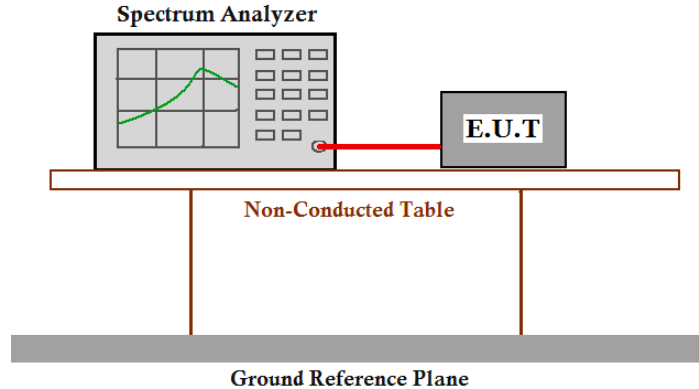 Spectrum Analyzer
E.U.T
Non-Conducted Table
Ground Reference Plane